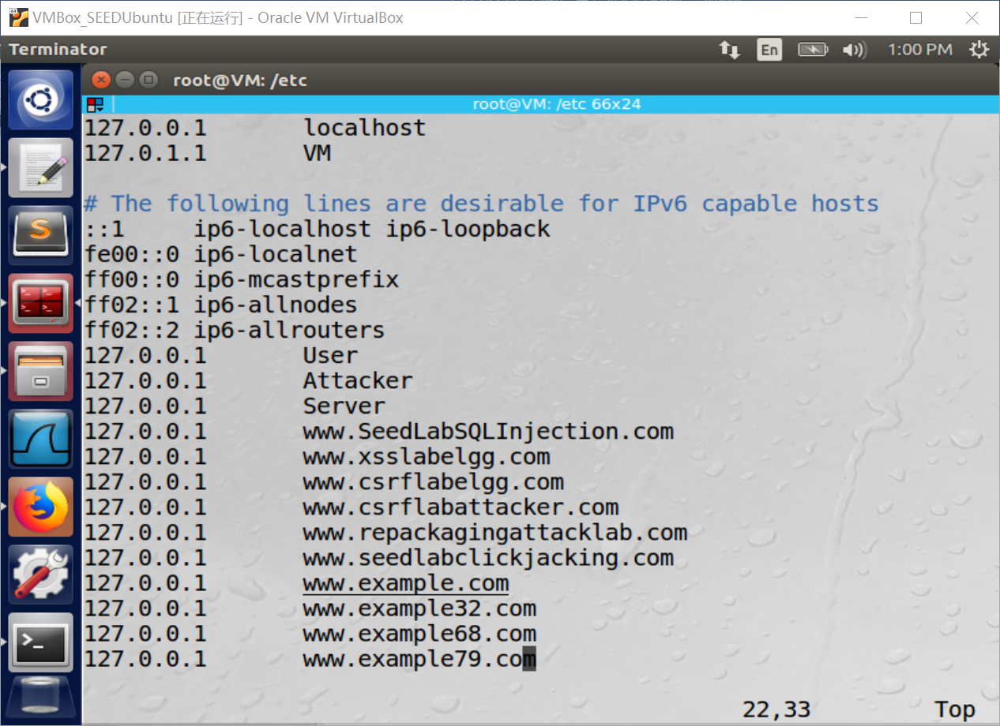 VMBox_SEEDUbuntu [正在运行] - Oracle VM VirtualBox
Terminator En 1:00 PM
root@VM: /etc
root@VM: /etc 66x24
127.0.0.1 localhost
127.0.1.1 VM
# The following lines are desirable for IPv6 capable hosts
::1 ip6-localhost ip6-loopback
fe00::0 ip6-localnet
ff00::0 ip6-mcastprefix
ff02::1 ip6-allnodes
ff02::2 ip6-allrouters
127.0.0.1 User
127.0.0.1 Attacker
127.0.0.1 Server
127.0.0.1 www.SeedLabSQLInjection.com
127.0.0.1 www.xsslabelgg.com
127.0.0.1 www.csrflabelgg.com
127.0.0.1 www.csrflabattacker.com
127.0.0.1 www.repackagingattacklab.com
127.0.0.1 www.seedlabclickjacking.com
127.0.0.1 www.example.com
127.0.0.1 www.example32.com
127.0.0.1 www.example68.com
127.0.0.1 www.example79.com
22,33 Top